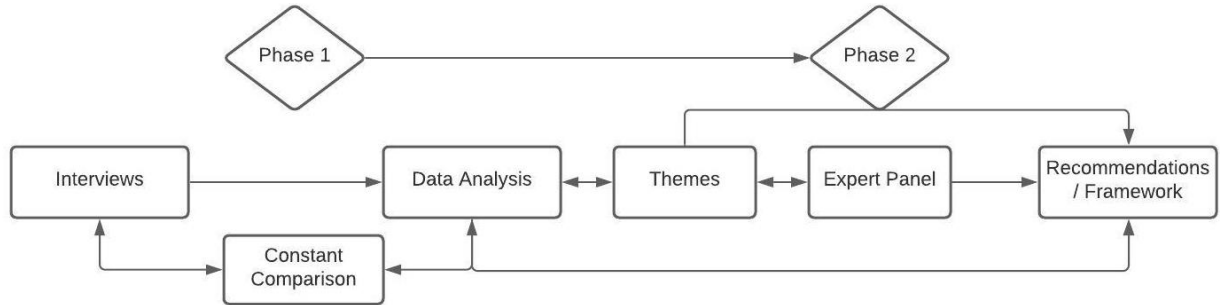 Phase 1
Phase 2
Interviews
Data Analysis
Themes
Expert Panel
Recommendations
/ Framework
Constant
Comparison